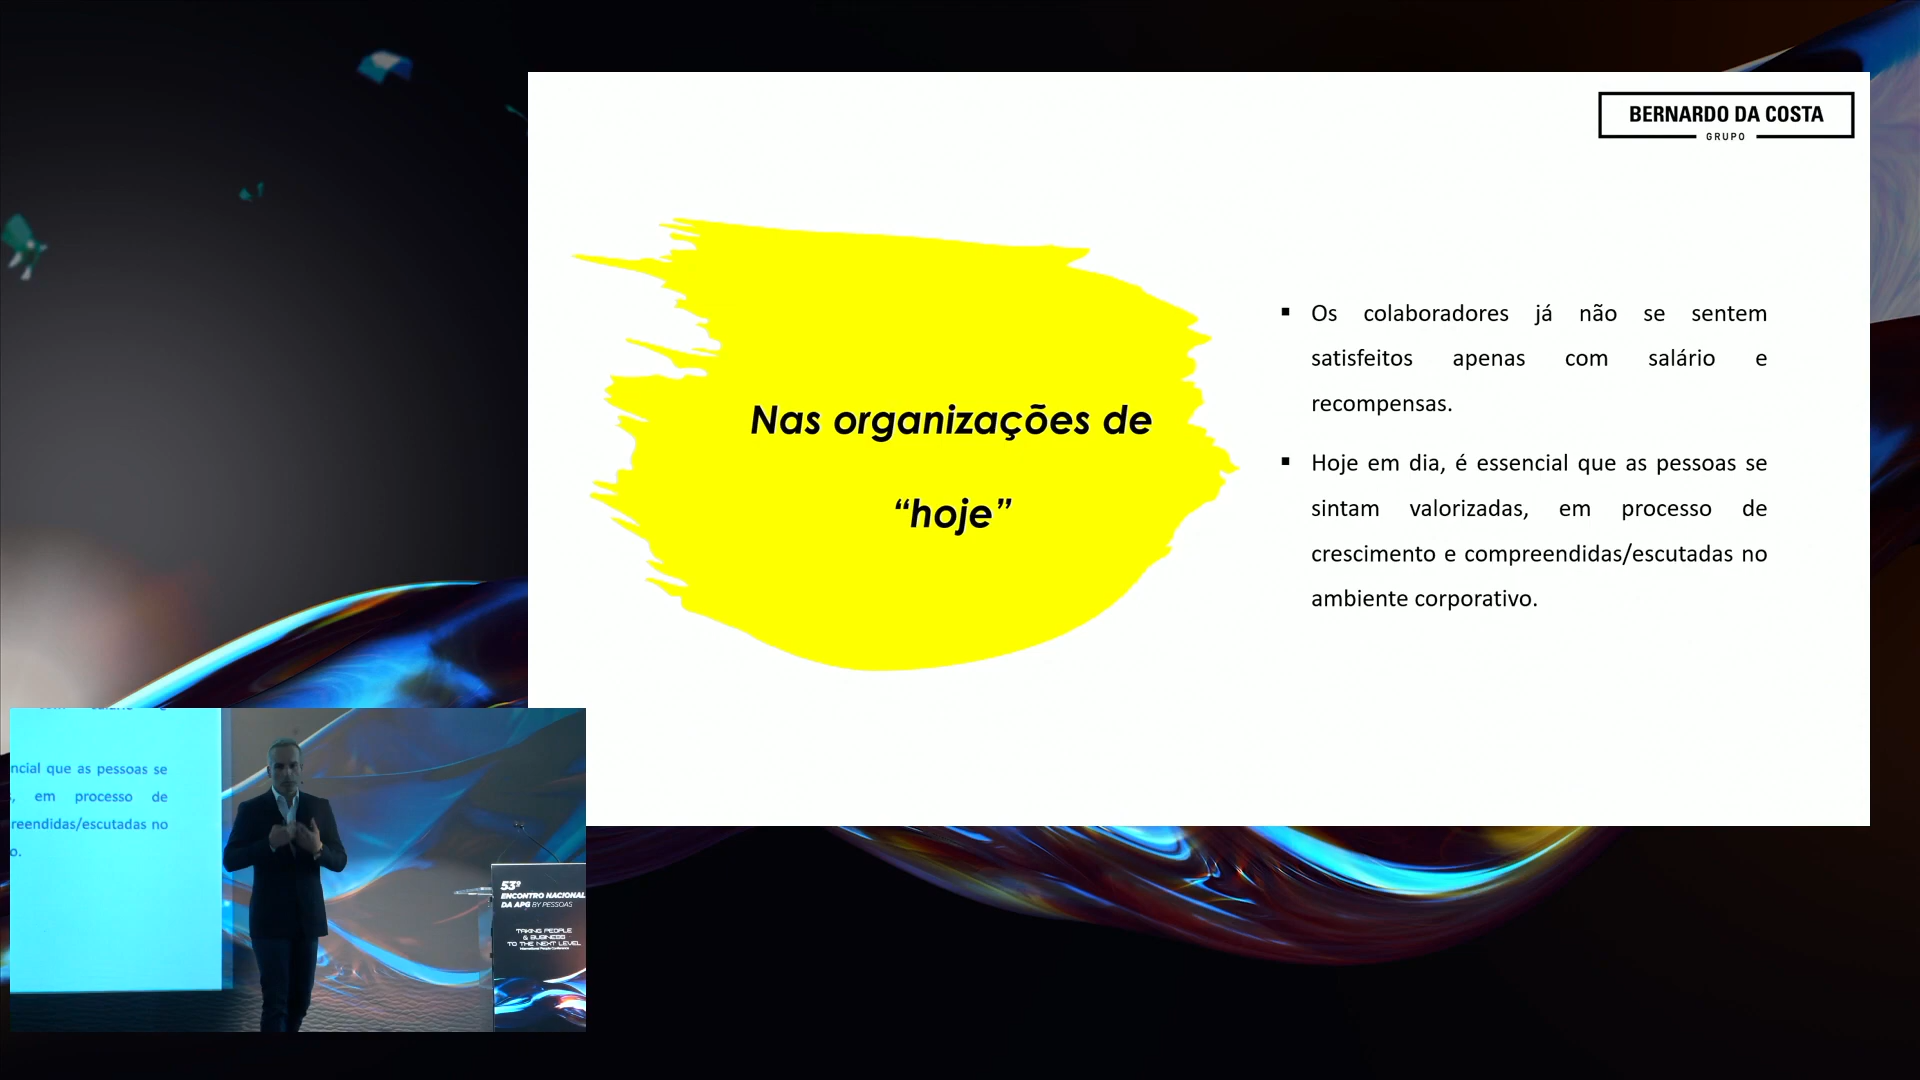 BERNARDO DA COSTA
GRUPO
Nas organizações de
“hoje”
▪ Os colaboradores já não se sentem
satisfeitos apenas com salário e
recompensas.
▪ Hoje em dia, é essencial que as pessoas se
sintam valorizadas, em processo de
crescimento e compreendidas/escutadas no
ambiente corporativo.
ncial que as pessoas se
, em processo de
reendidas/escutadas no
o.
53º
ENCONTRO NACIONAL
DA APG BY PESSOAS
TAKING PEOPLE
& BUSINESS
TO THE NEXT LEVEL
International People Conference